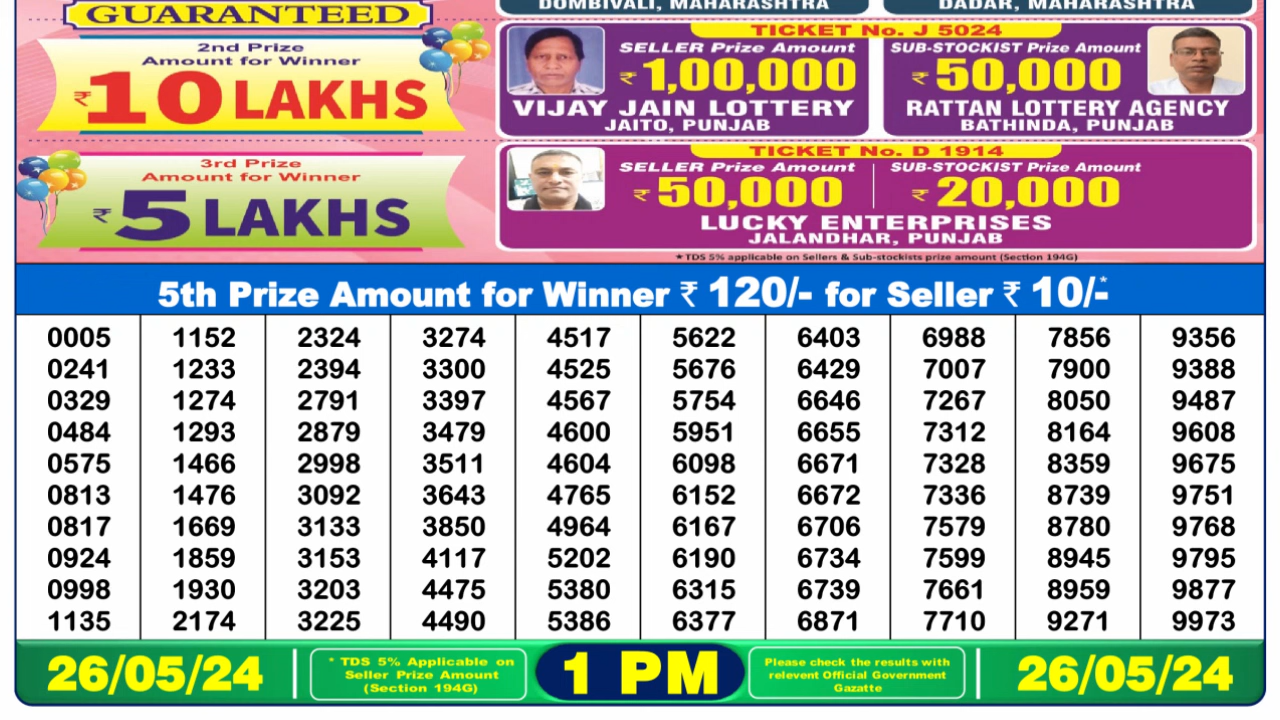 GUARANTEED
DOMBIVALI, MAHARASHTRA
DADAR, MAHARASHTRA
2nd Prize
Amount for Winner
₹10 LAKHS
TICKET No. J 5024
SELLER Prize Amount
₹ 1,00,000
SUB-STOCKIST Prize Amount
₹ 50,000
VIJAY JAIN LOTTERY
JAITO, PUNJAB
RATTAN LOTTERY AGENCY
BATHINDA, PUNJAB
3rd Prize
Amount for Winner
₹5 LAKHS
TICKET No. D 1914
SELLER Prize Amount
₹ 50,000
SUB-STOCKIST Prize Amount
₹ 20,000
LUCKY ENTERPRISES
JALANDHAR, PUNJAB
★TDS 5% applicable on Sellers & Sub-stockists prize amount (Section 194G)
5th Prize Amount for Winner ₹ 120/- for Seller ₹ 10/-*
0005 1152 2324 3274 4517 5622 6403 6988 7856 9356
0241 1233 2394 3300 4525 5676 6429 7007 7900 9388
0329 1274 2791 3397 4567 5754 6646 7267 8050 9487
0484 1293 2879 3479 4600 5951 6655 7312 8164 9608
0575 1466 2998 3511 4604 6098 6671 7328 8359 9675
0813 1476 3092 3643 4765 6152 6672 7336 8739 9751
0817 1669 3133 3850 4964 6167 6706 7579 8780 9768
0924 1859 3153 4117 5202 6190 6734 7599 8945 9795
0998 1930 3203 4475 5380 6315 6739 7661 8959 9877
1135 2174 3225 4490 5386 6377 6871 7710 9271 9973
26/05/24
* TDS 5% Applicable on
Seller Prize Amount
(Section 194G)
1 PM
Please check the results with
relevent Official Government
Gazatte
26/05/24